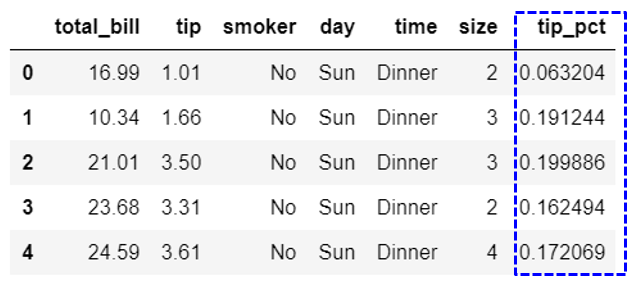 total_bill tip smoker day time size tip_pct
0 16.99 1.01 No Sun Dinner 2 0.063204
1 10.34 1.66 No Sun Dinner 3 0.191244
2 21.01 3.50 No Sun Dinner 3 0.199886
3 23.68 3.31 No Sun Dinner 2 0.162494
4 24.59 3.61 No Sun Dinner 4 0.172069